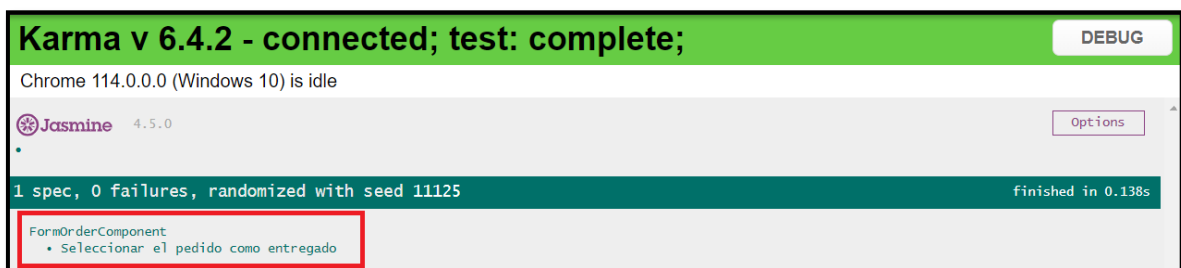 Karma v 6.4.2 - connected; test: complete;
DEBUG
Chrome 114.0.0.0 (Windows 10) is idle
Jasmine 4.5.0
Options
1 spec, 0 failures, randomized with seed 11125
finished in 0.138s
FormOrderComponent
• Seleccionar el pedido como entregado